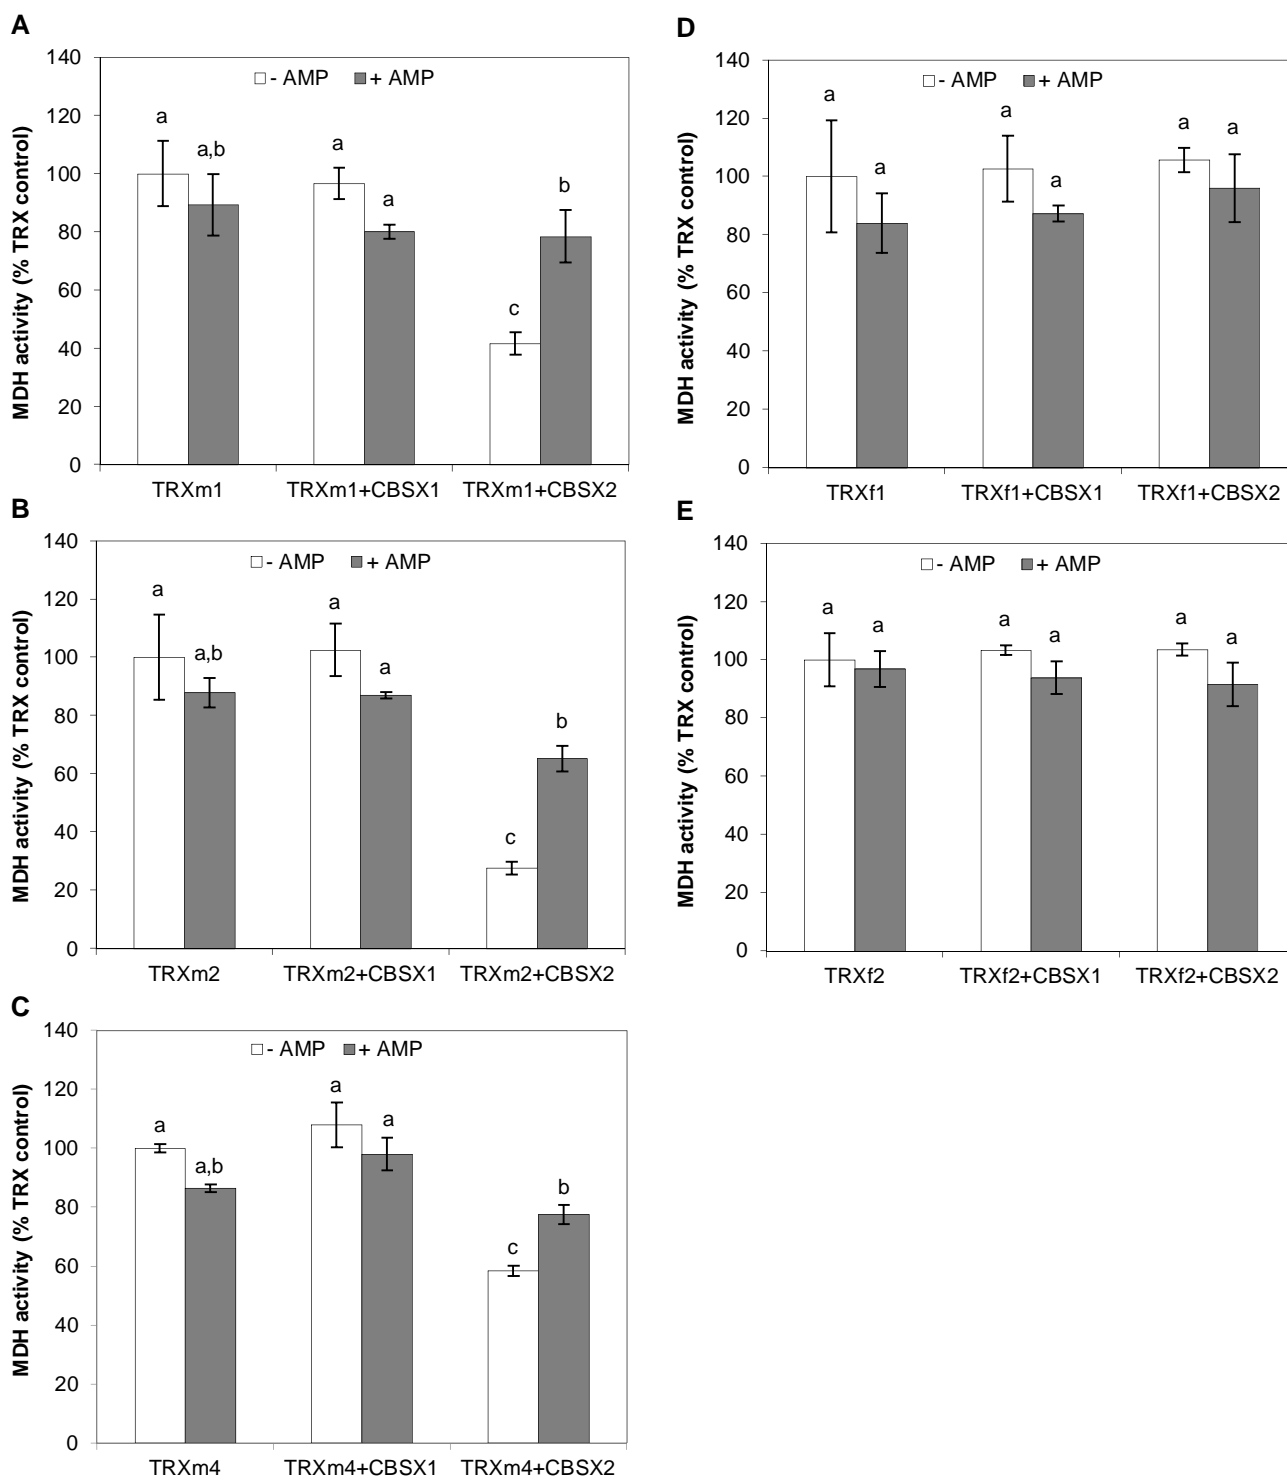 A
MDH activity (% TRX control)
140
120
100
80
60
40
20
0
- AMP + AMP
a
a,b
a
a
c
b
TRXm1 TRXm1+CBSX1 TRXm1+CBSX2
B
MDH activity (% TRX control)
140
120
100
80
60
40
20
0
- AMP + AMP
a
a,b
a
a
c
b
TRXm2 TRXm2+CBSX1 TRXm2+CBSX2
C
MDH activity (% TRX control)
140
120
100
80
60
40
20
0
- AMP + AMP
a
a,b
a
a
c
b
TRXm4 TRXm4+CBSX1 TRXm4+CBSX2
D
MDH activity (% TRX control)
140
120
100
80
60
40
20
0
- AMP + AMP
a
a
a
a
a
a
TRXf1 TRXf1+CBSX1 TRXf1+CBSX2
E
MDH activity (% TRX control)
140
120
100
80
60
40
20
0
- AMP + AMP
a
a
a
a
a
a
TRXf2 TRXf2+CBSX1 TRXf2+CBSX2